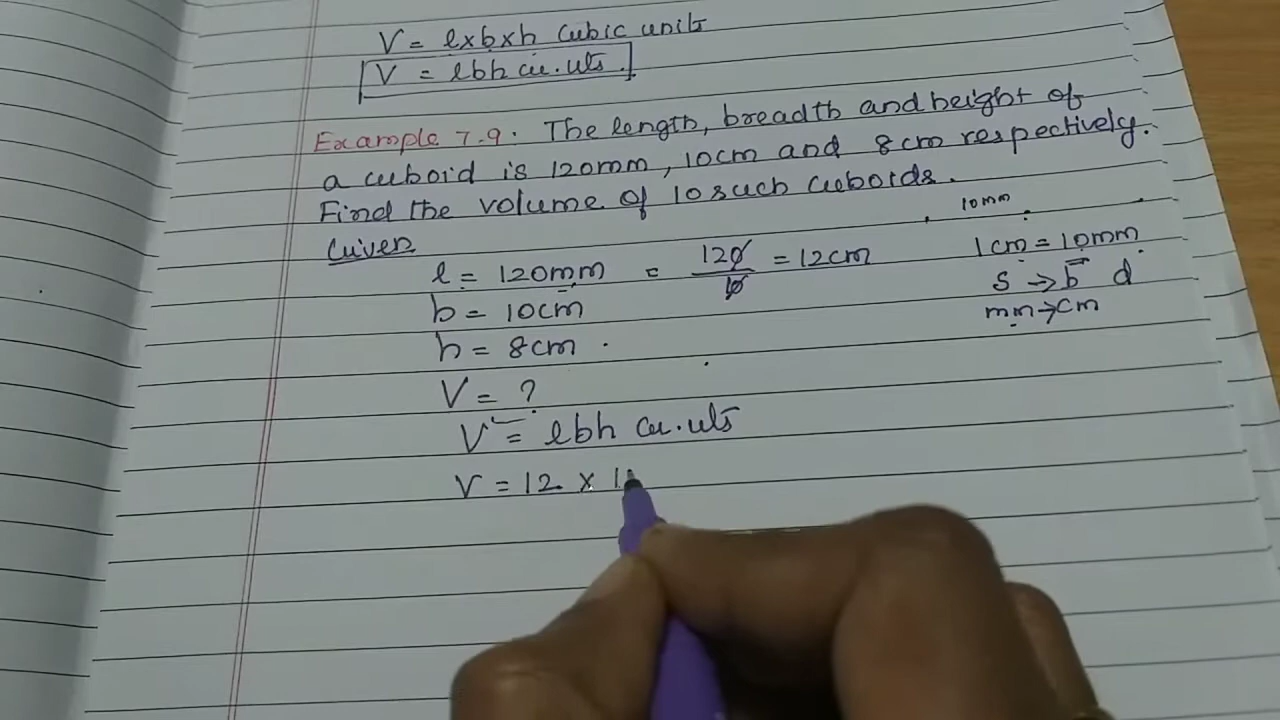 V = l×b×h cubic units
V = lbh cu.uts.
Example 7.9. The length, breadth and height of
a cuboid is 120mm, 10cm and 8cm respectively.
Find the volume of 10 such cuboids.
10mm
Given
l = 120mm = 120/10 = 12cm
1cm = 10mm
b = 10cm
s → b d
h = 8cm
mm → cm
V = ?
V = lbh cu.uts
V = 12 × 1